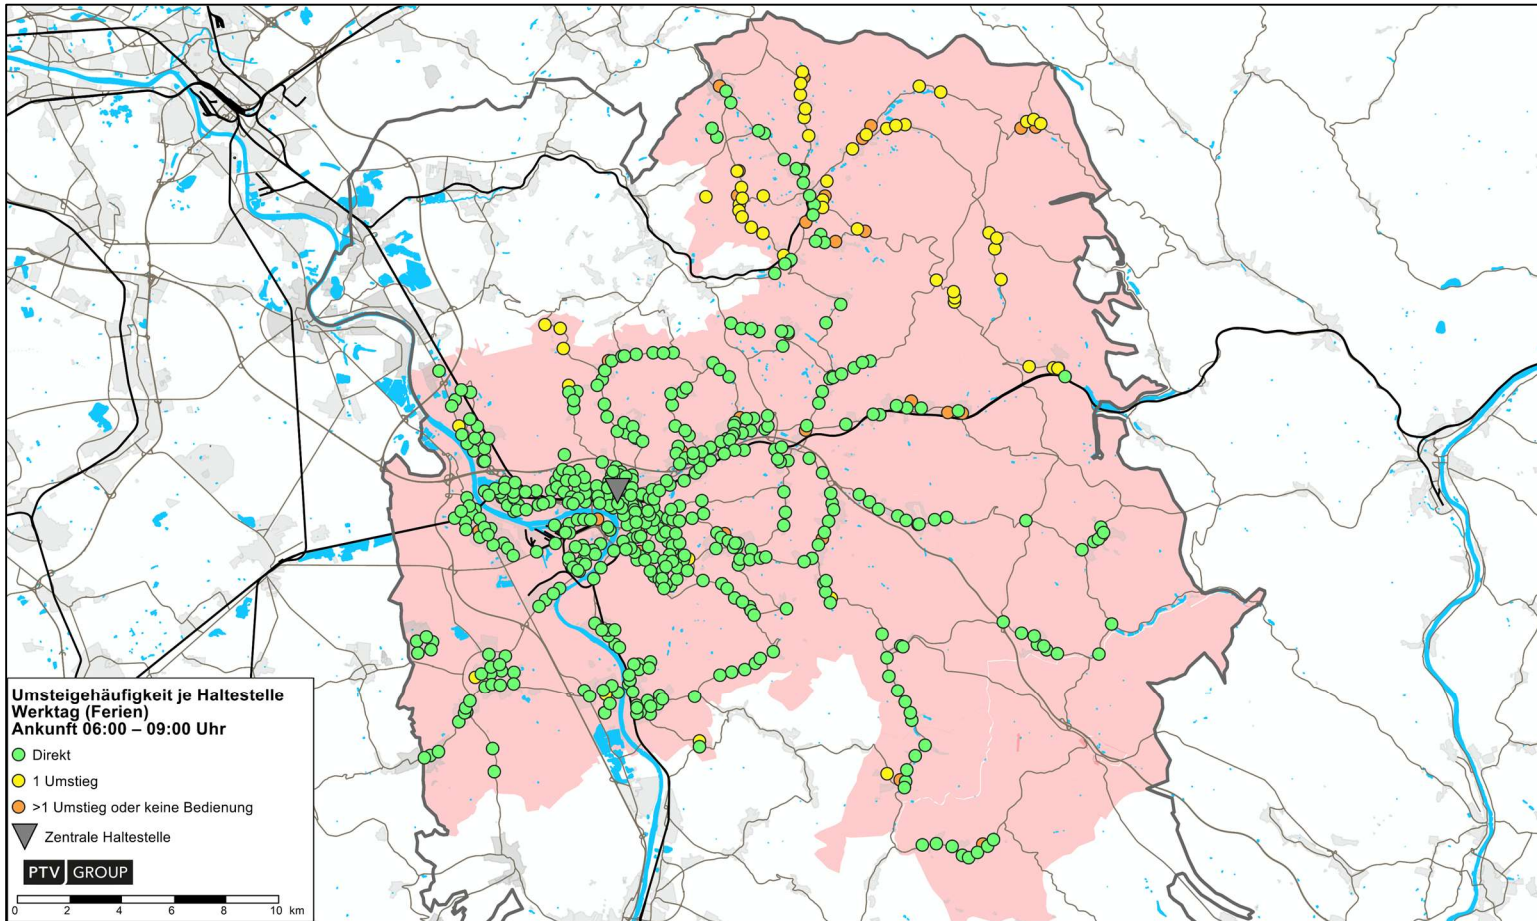 Umsteigehäufigkeit je Haltestelle
Werktag (Ferien)
Ankunft 06:00 – 09:00 Uhr
Direkt
1 Umstieg
>1 Umstieg oder keine Bedienung
Zentrale Haltestelle
PTV GROUP
0 2 4 6 8 10 km